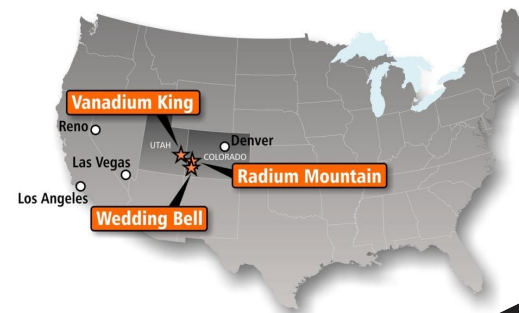 Vanadium King
Reno
UTAH
Denver
COLORADO
Las Vegas
Radium Mountain
Los Angeles
Wedding Bell